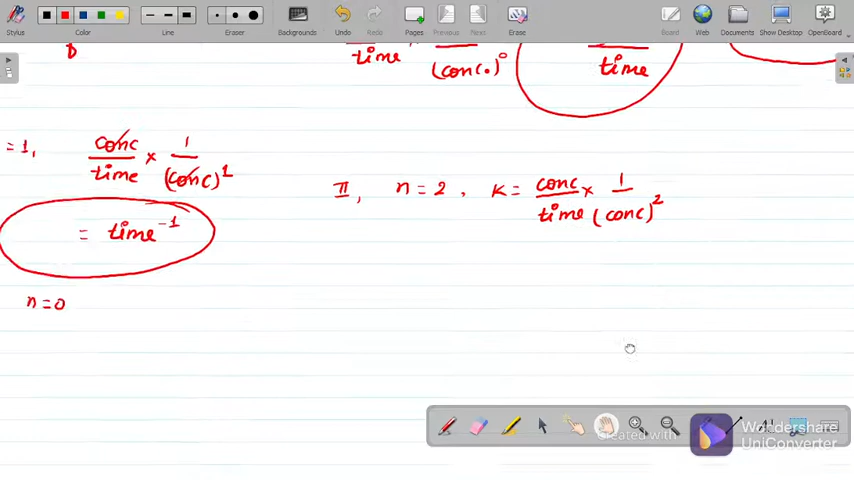 Stylus Color Line Eraser Backgrounds Undo Redo Pages Previous Next Erase Board Web Documents Show Desktop OpenBoard
time, (conc.)⁰ time
= 1, conc/time × 1/(conc)¹
= time⁻¹
n = 0
II, n = 2, K = conc/time × 1/(conc)²
Created with Wondershare
UniConverter